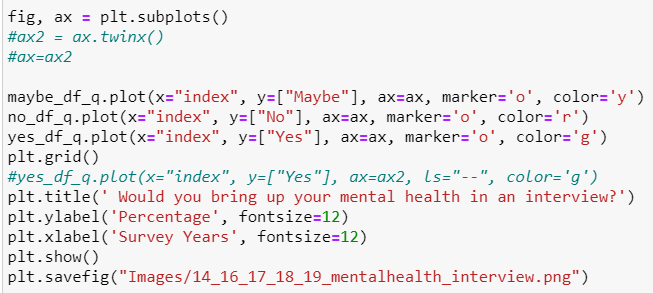 fig, ax = plt.subplots()
#ax2 = ax.twinx()
#ax=ax2
maybe_df_q.plot(x="index", y=["Maybe"], ax=ax, marker='o', color='y')
no_df_q.plot(x="index", y=["No"], ax=ax, marker='o', color='r')
yes_df_q.plot(x="index", y=["Yes"], ax=ax, marker='o', color='g')
plt.grid()
#yes_df_q.plot(x="index", y=["Yes"], ax=ax2, ls="--", color='g')
plt.title(' Would you bring up your mental health in an interview?')
plt.ylabel('Percentage', fontsize=12)
plt.xlabel('Survey Years', fontsize=12)
plt.show()
plt.savefig("Images/14_16_17_18_19_mentalhealth_interview.png")